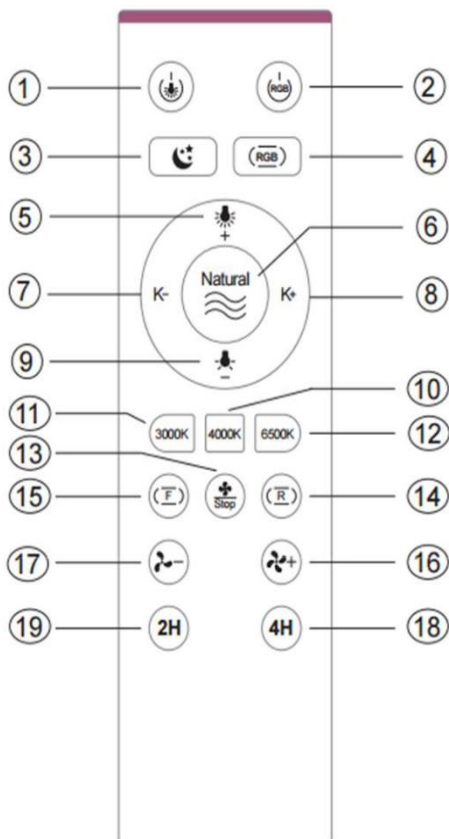 ① ②
RGB
③ RGB ④
⑤ + ⑥
Natural
⑦ K- K+ ⑧
⑨ −
⑩
⑪ 3000K 4000K 6500K ⑫
⑬
⑮ F Stop R ⑭
⑰ − + ⑯
⑲ 2H 4H ⑱